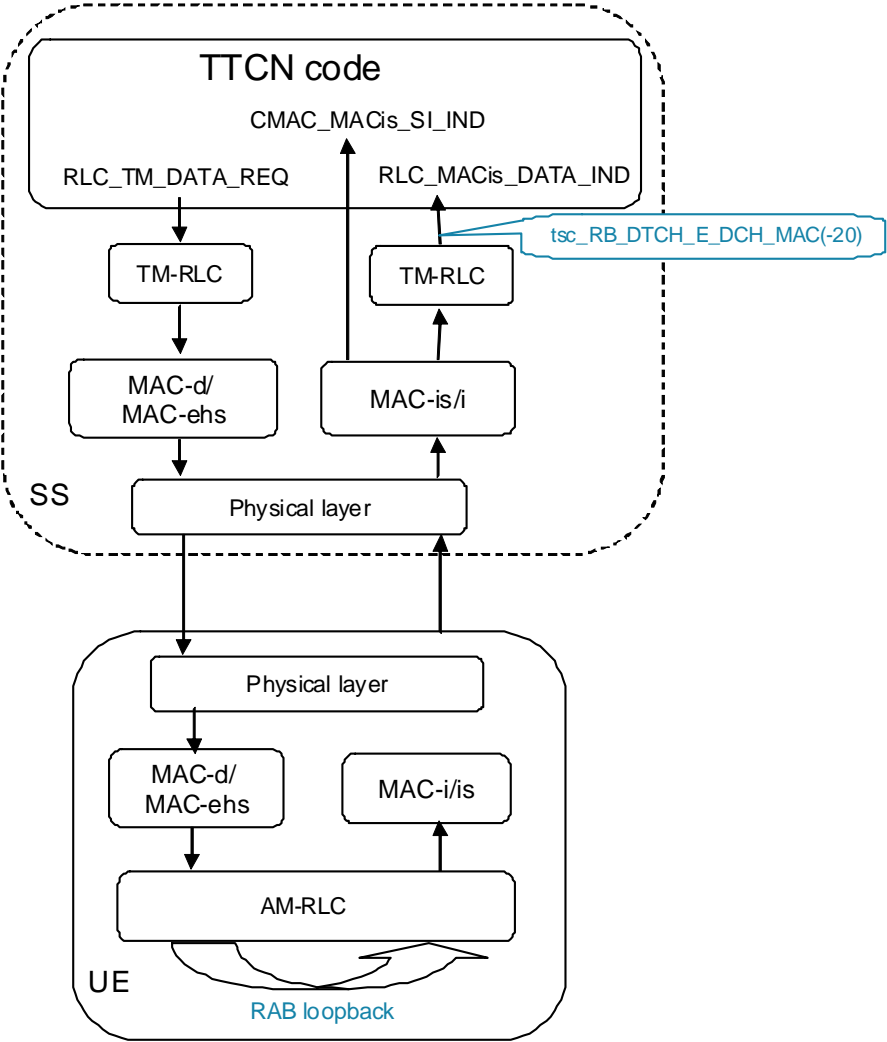 TTCN code
CMAC_MACis_SI_IND
RLC_TM_DATA_REQ
RLC_MACis_DATA_IND
tsc_RB_DTCH_E_DCH_MAC(-20)
TM-RLC
TM-RLC
MAC-d/
MAC-ehs
MAC-is/i
SS
Physical layer
Physical layer
MAC-d/
MAC-ehs
MAC-i/is
AM-RLC
UE
RAB loopback